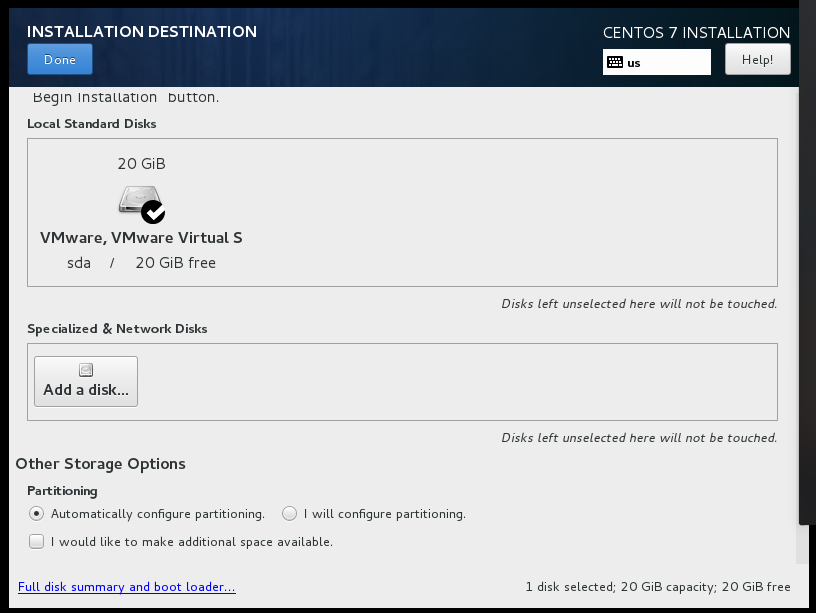 INSTALLATION DESTINATION
CENTOS 7 INSTALLATION
Done
us
Help!
Begin Installation" button.
Local Standard Disks
20 GiB
VMware, VMware Virtual S
sda / 20 GiB free
Disks left unselected here will not be touched.
Specialized & Network Disks
Add a disk...
Disks left unselected here will not be touched.
Other Storage Options
Partitioning
Automatically configure partitioning. I will configure partitioning.
I would like to make additional space available.
Full disk summary and boot loader...
1 disk selected; 20 GiB capacity; 20 GiB free